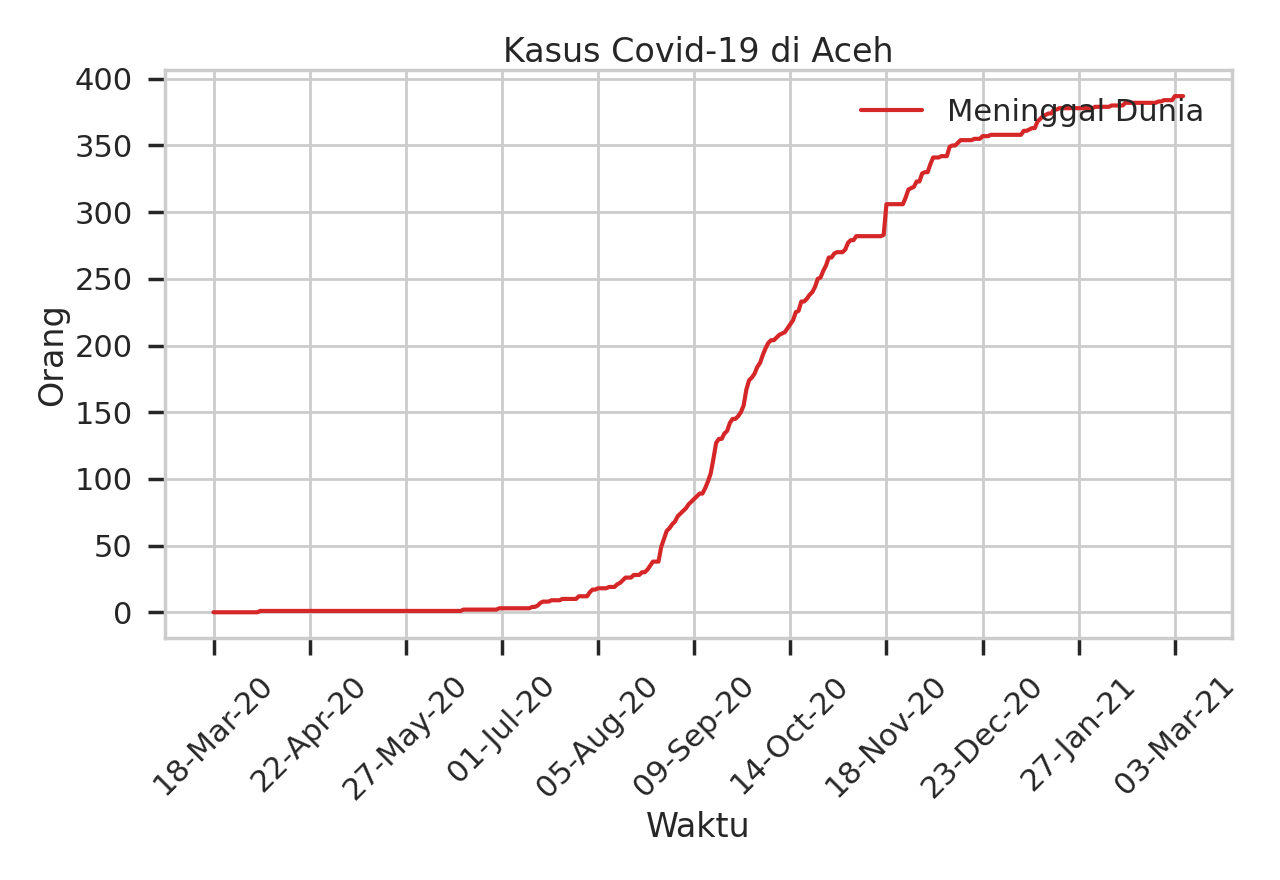 Kasus Covid-19 di Aceh
Meninggal Dunia
Orang
400
350
300
250
200
150
100
50
0
18-Mar-20
22-Apr-20
27-May-20
01-Jul-20
05-Aug-20
09-Sep-20
14-Oct-20
18-Nov-20
23-Dec-20
27-Jan-21
03-Mar-21
Waktu